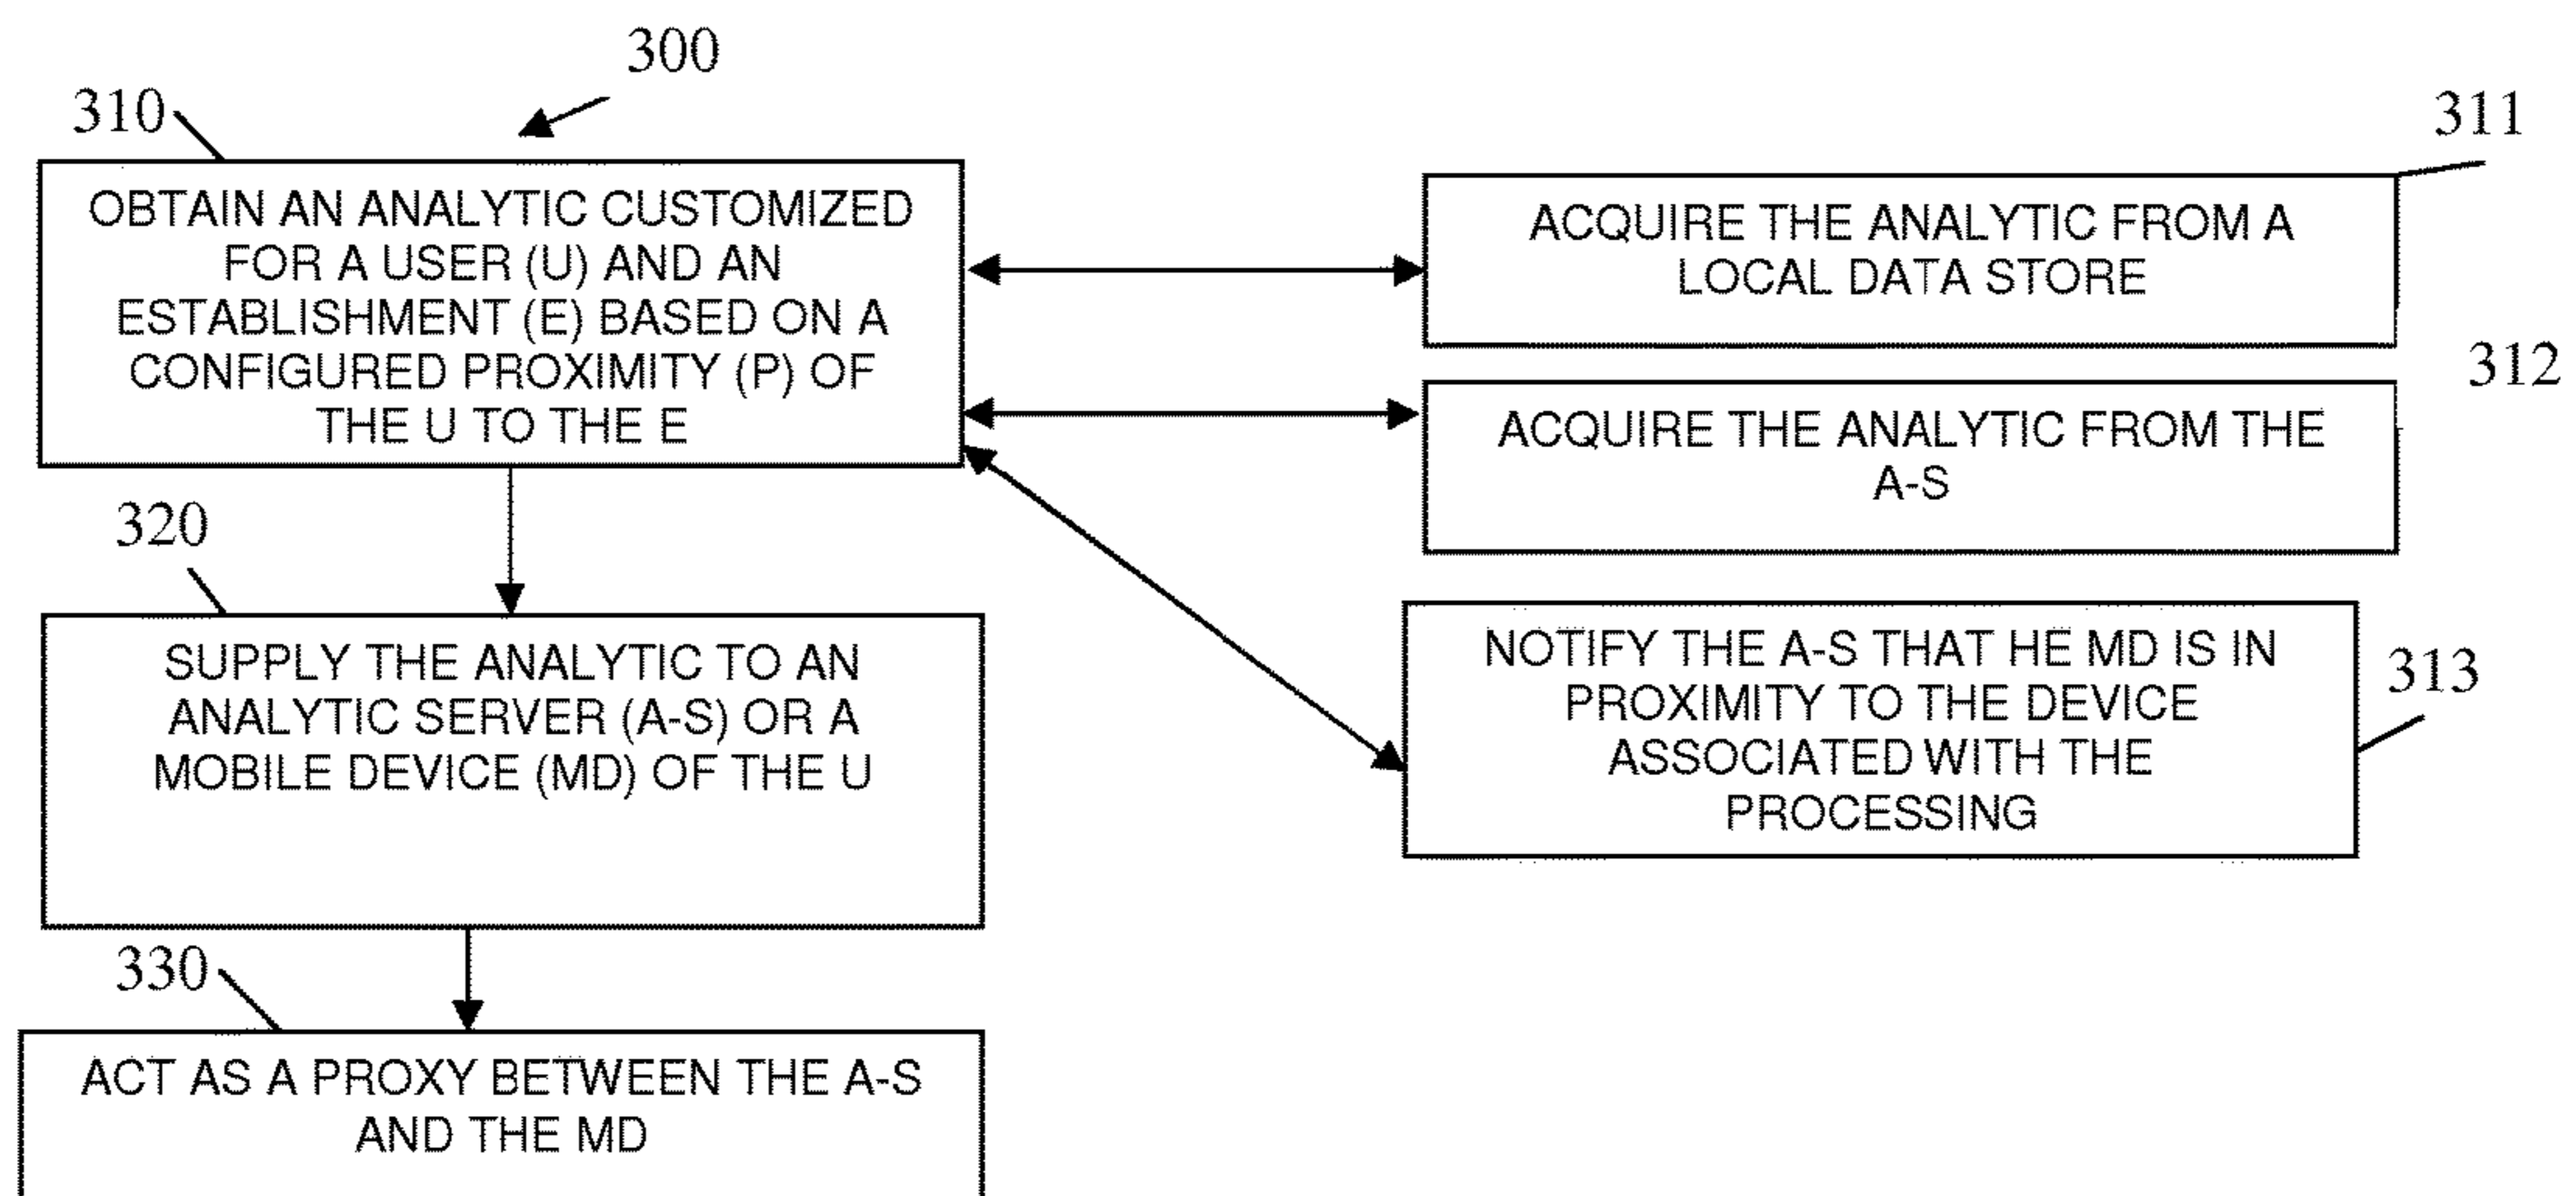 300
310
OBTAIN AN ANALYTIC CUSTOMIZED
FOR A USER (U) AND AN
ESTABLISHMENT (E) BASED ON A
CONFIGURED PROXIMITY (P) OF
THE U TO THE E
311
ACQUIRE THE ANALYTIC FROM A
LOCAL DATA STORE
312
ACQUIRE THE ANALYTIC FROM THE
A-S
320
SUPPLY THE ANALYTIC TO AN
ANALYTIC SERVER (A-S) OR A
MOBILE DEVICE (MD) OF THE U
313
NOTIFY THE A-S THAT HE MD IS IN
PROXIMITY TO THE DEVICE
ASSOCIATED WITH THE
PROCESSING
330
ACT AS A PROXY BETWEEN THE A-S
AND THE MD